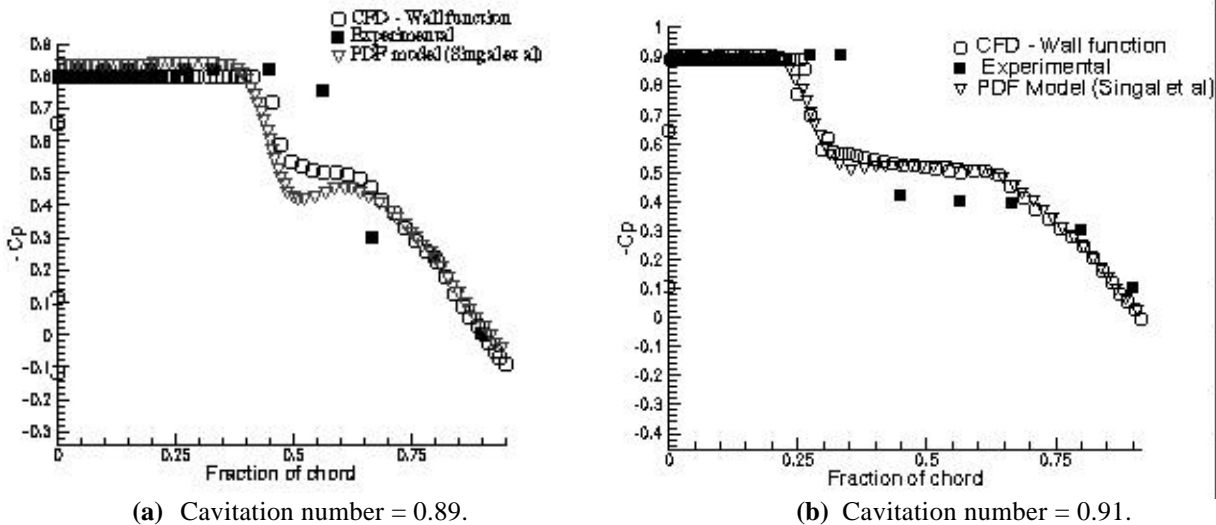 CFD - Wall function
Experimental
PDF model (Singal et al)
0.8
0.7
0.6
0.5
0.4
0.3
0.2
0.1
0
-0.1
-0.2
-0.3
-Cp
0 0.25 0.5 0.75
Fraction of chord
(a) Cavitation number = 0.89.
CFD - Wall function
Experimental
PDF Model (Singal et al)
1
0.9
0.8
0.7
0.6
0.5
0.4
0.3
0.2
0.1
0
-0.1
-0.2
-0.3
-0.4
-Cp
0 0.25 0.5 0.75
Fraction of chord
(b) Cavitation number = 0.91.